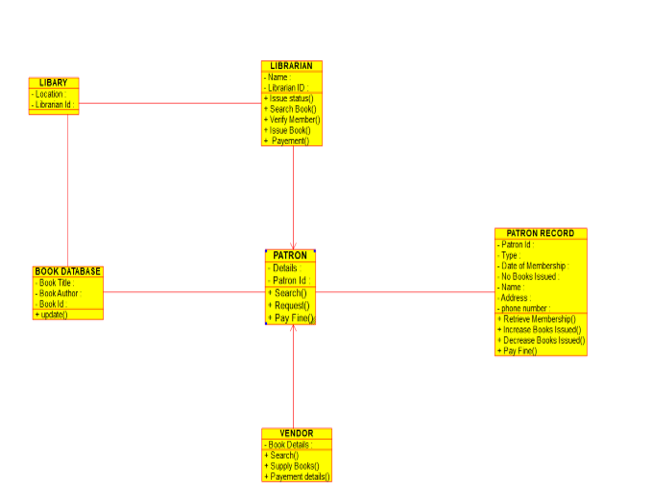 LIBRARIAN
- Name :
- Librarian ID :
+ Issue status()
+ Search Book()
+ Verify Member()
+ Issue Book()
+ Payement()
LIBARY
- Location :
- Librarian Id :
PATRON
- Details :
- Patron Id :
+ Search()
+ Request()
+ Pay Fine()
BOOK DATABASE
- Book Title :
- Book Author :
- Book Id :
+ update()
PATRON RECORD
- Patron Id :
- Type :
- Date of Membership :
- No Books Issued :
- Name :
- Address :
- phone number :
+ Retrieve Membership()
+ Increase Books Issued()
+ Decrease Books Issued()
+ Pay Fine()
VENDOR
- Book Details :
+ Search()
+ Supply Books()
+ Payement details()